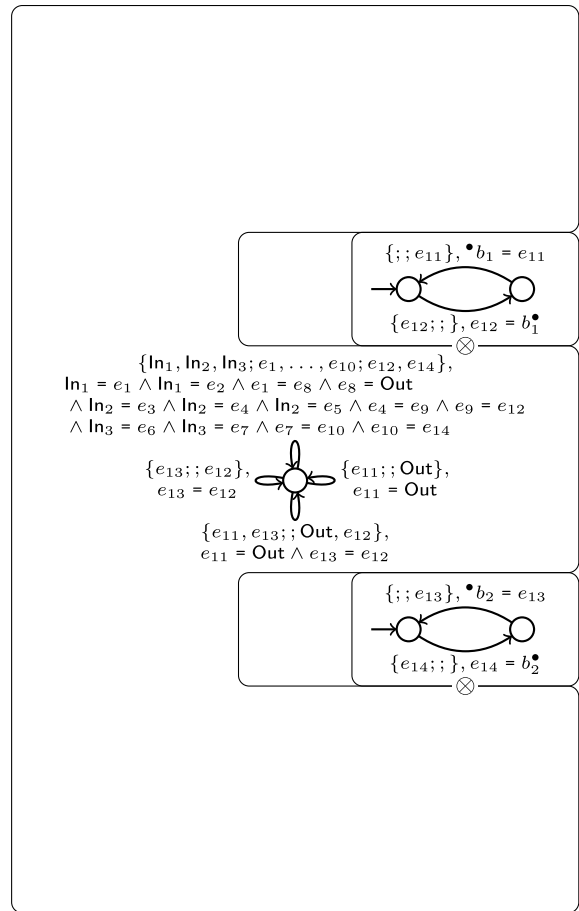 {; ; e₁₁}, •b₁ = e₁₁
{e₁₂; ; }, e₁₂ = b₁•
⊗
{In₁, In₂, In₃; e₁, . . . , e₁₀; e₁₂, e₁₄},
In₁ = e₁ ∧ In₁ = e₂ ∧ e₁ = e₈ ∧ e₈ = Out
∧ In₂ = e₃ ∧ In₂ = e₄ ∧ In₂ = e₅ ∧ e₄ = e₉ ∧ e₉ = e₁₂
∧ In₃ = e₆ ∧ In₃ = e₇ ∧ e₇ = e₁₀ ∧ e₁₀ = e₁₄
{e₁₃; ; e₁₂},
e₁₃ = e₁₂
{e₁₁; ; Out},
e₁₁ = Out
{e₁₁, e₁₃; ; Out, e₁₂},
e₁₁ = Out ∧ e₁₃ = e₁₂
{; ; e₁₃}, •b₂ = e₁₃
{e₁₄; ; }, e₁₄ = b₂•
⊗